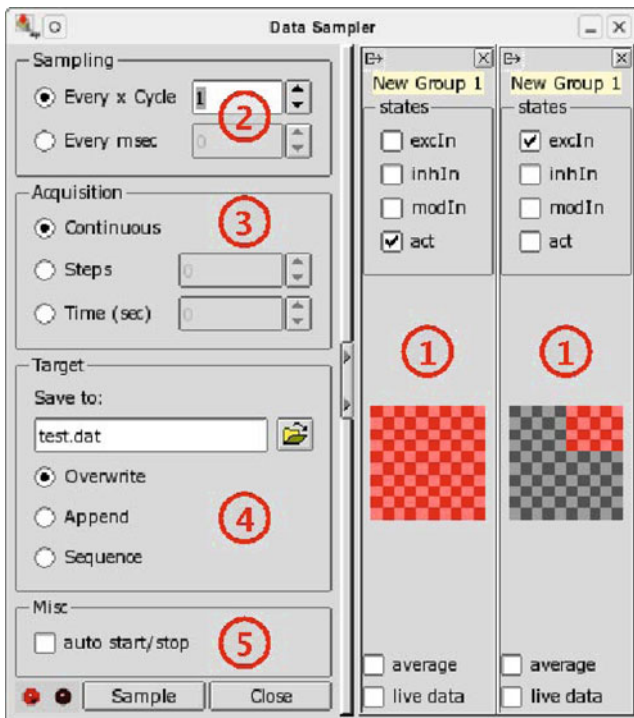 Data Sampler
Sampling
Every x Cycle 1
2
Every msec 0
Acquisition
3
Continuous
Steps 0
Time (sec) 0
Target
Save to:
test.dat
Overwrite
Append
4
Sequence
Misc
auto start/stop
5
Sample Close
New Group 1
states
excIn
inhIn
modIn
act
1
average
live data
New Group 1
states
excIn
inhIn
modIn
act
1
average
live data